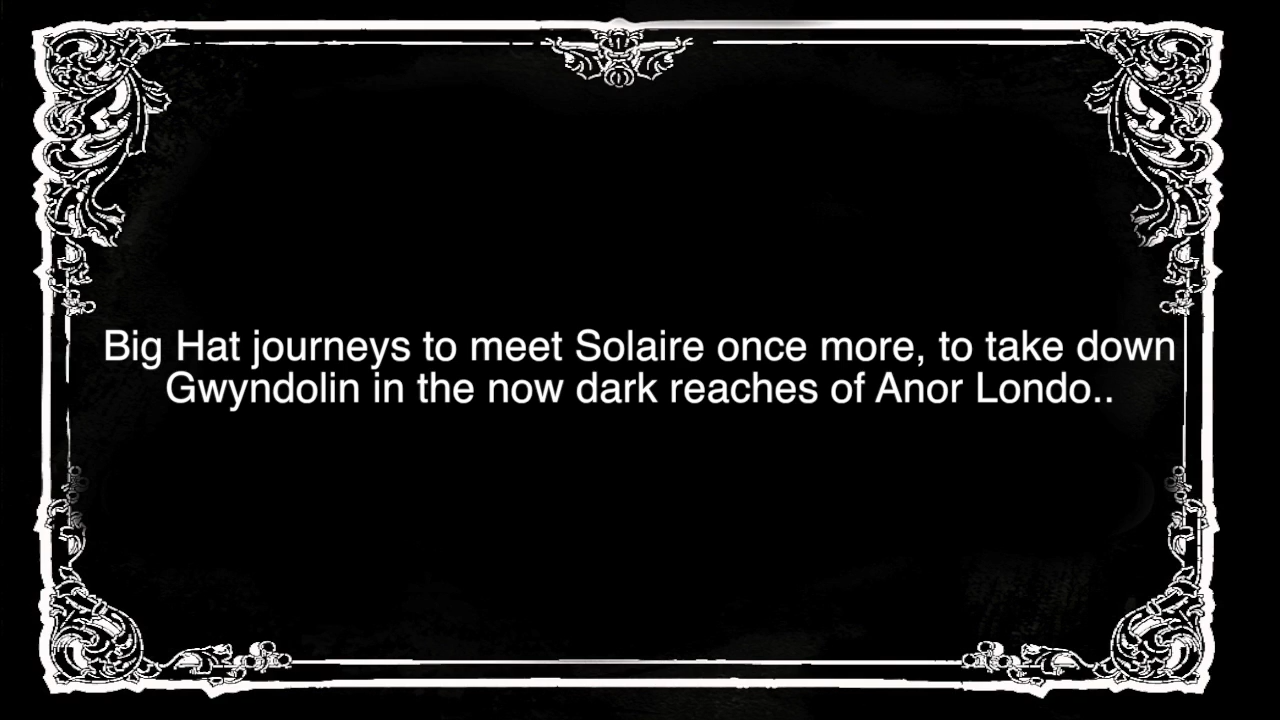 Big Hat journeys to meet Solaire once more, to take down
Gwyndolin in the now dark reaches of Anor Londo..